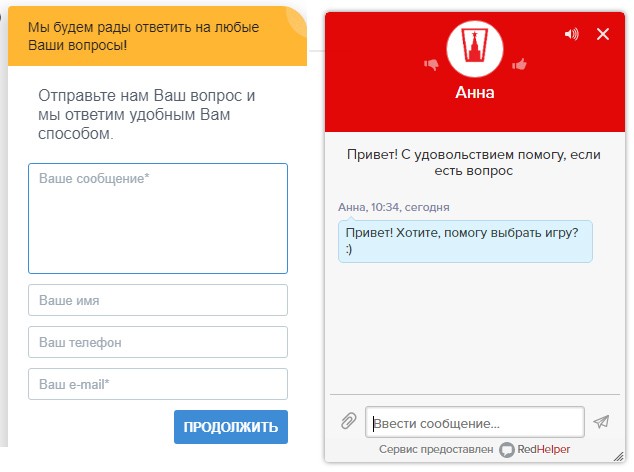 Мы будем рады ответить на любые
Ваши вопросы!
Отправьте нам Ваш вопрос и
мы ответим удобным Вам
способом.
Ваше сообщение*
Ваше имя
Ваш телефон
Ваш e-mail*
ПРОДОЛЖИТЬ
Анна
Привет! С удовольствием помогу, если
есть вопрос
Анна, 10:34, сегодня
Привет! Хотите, помогу выбрать игру?
:)
Ввести сообщение...
Сервис предоставлен RedHelper